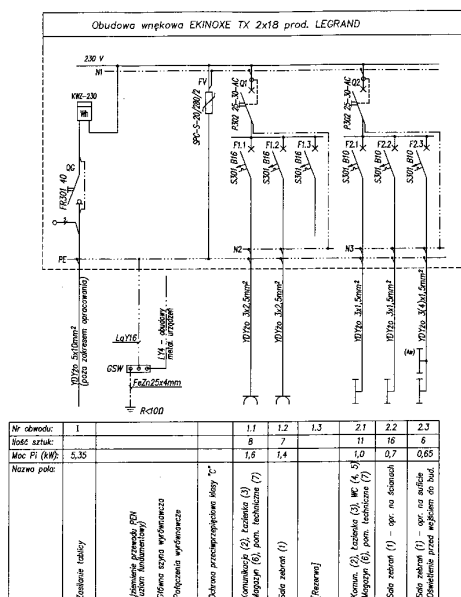 Obudowa wnękowa EKINOXE TX 2x18 prod. LEGRAND
230 V
N1
KWZ-230
Wh
FV
SPC-S-20/280/2
Q1
P302 25-30-AC
Q2
P302 25-30-AC
F1.1
S301 B16
F1.2
S301 B16
F1.3
S301 B16
F2.1
S301 B10
F2.2
S301 B10
F2.3
S301 B10
QG
FR301 40
N2
N3
PE
YDYżo 5x10mm²
(poza zakresem opracowania)
LgY16
LY4 - obudowy
metal. urządzeń
GSW
FeZn25x4mm
R<10Ω
YDYżo 3x2,5mm²
YDYżo 3x2,5mm²
YDYżo 3x1,5mm²
YDYżo 3x1,5mm²
YDYżo 3(4)x1,5mm²
(Aw)
Nr obwodu: I 1.1 1.2 1.3 2.1 2.2 2.3
Ilość sztuk: 8 7 11 16 6
Moc Pi (kW): 5,35 1,6 1,4 1,0 0,7 0,65
Nazwa pola:
Zasilanie tablicy
Uziemienie przewodu PEN
fundamentowy)
Główna szyna wyrównawcza
Połączenia wyrównawcze
Ochrona przeciwprzepięciowa klasy "C"
Komunikacja (2), Łazienka (3)
Magazyn (6), pom. techniczne (7)
Sala zebrań (1)
[Rezerwa]
Komun. (2), Łazienka (3), WC (4, 5)
Magazyn (6), pom. techniczne (7)
Sala zebrań (1) - opr. na ścianach
Sala zebrań (1) - opr. na suficie
Oświetlenie przed wejściem do bud.